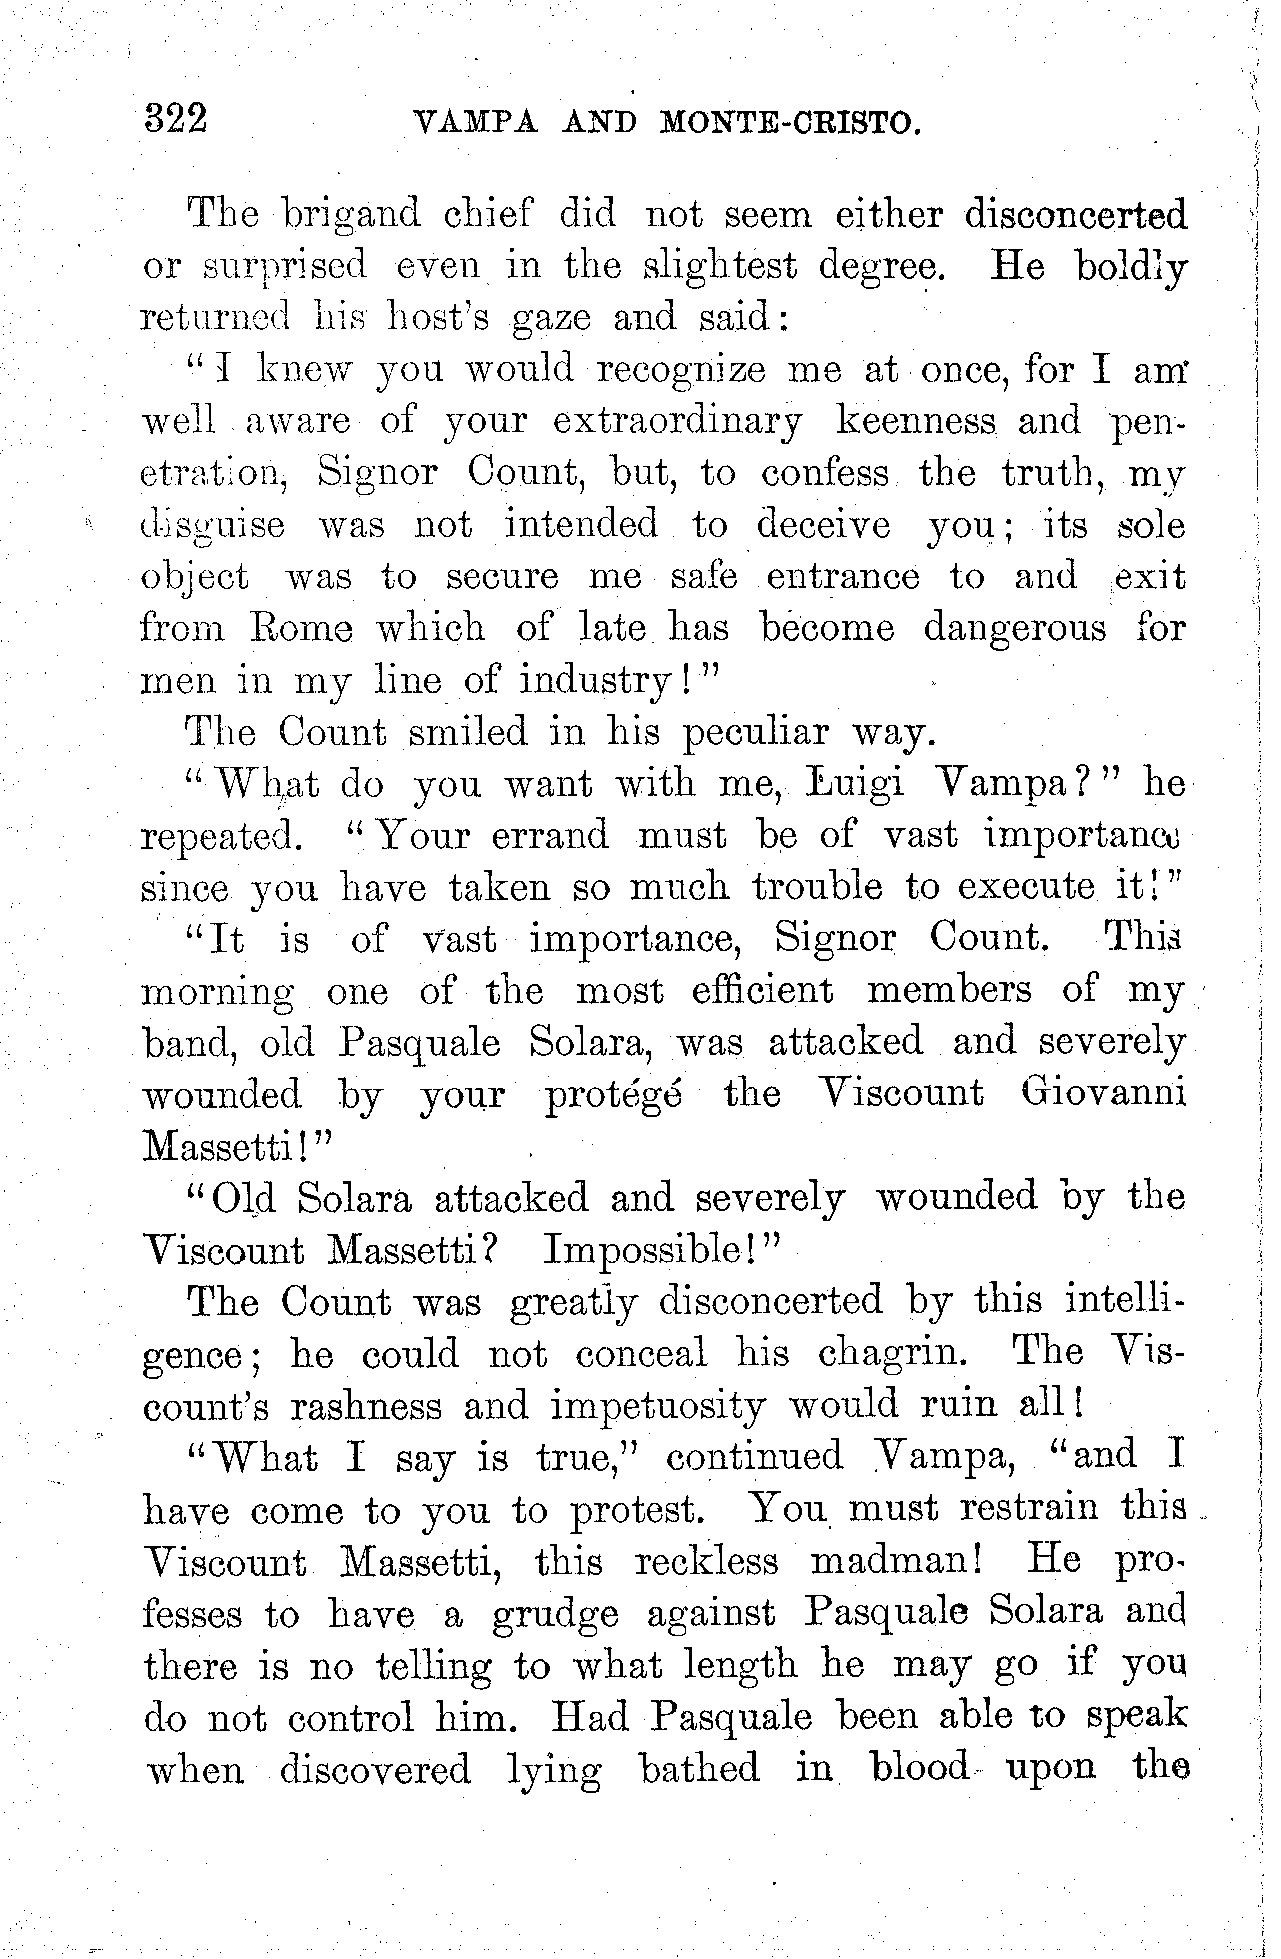 322 VAMPA AND MONTE-CRISTO.
The brigand chief did not seem either disconcerted
or surprised even in the slightest degree. He boldly
returned his host's gaze and said:
"I knew you would recognize me at once, for I am
well aware of your extraordinary keenness and pen-
etration, Signor Count, but, to confess the truth, my
disguise was not intended to deceive you; its sole
object was to secure me safe entrance to and exit
from Rome which of late has become dangerous for
men in my line of industry!"
The Count smiled in his peculiar way.
"What do you want with me, Luigi Vampa?" he
repeated. "Your errand must be of vast importance
since you have taken so much trouble to execute it!"
"It is of vast importance, Signor Count. This
morning one of the most efficient members of my
band, old Pasquale Solara, was attacked and severely
wounded by your protégé the Viscount Giovanni
Massetti!"
"Old Solara attacked and severely wounded by the
Viscount Massetti? Impossible!"
The Count was greatly disconcerted by this intelli-
gence; he could not conceal his chagrin. The Vis-
count's rashness and impetuosity would ruin all!
"What I say is true," continued Vampa, "and I
have come to you to protest. You must restrain this
Viscount Massetti, this reckless madman! He pro-
fesses to have a grudge against Pasquale Solara and
there is no telling to what length he may go if you
do not control him. Had Pasquale been able to speak
when discovered lying bathed in blood upon the